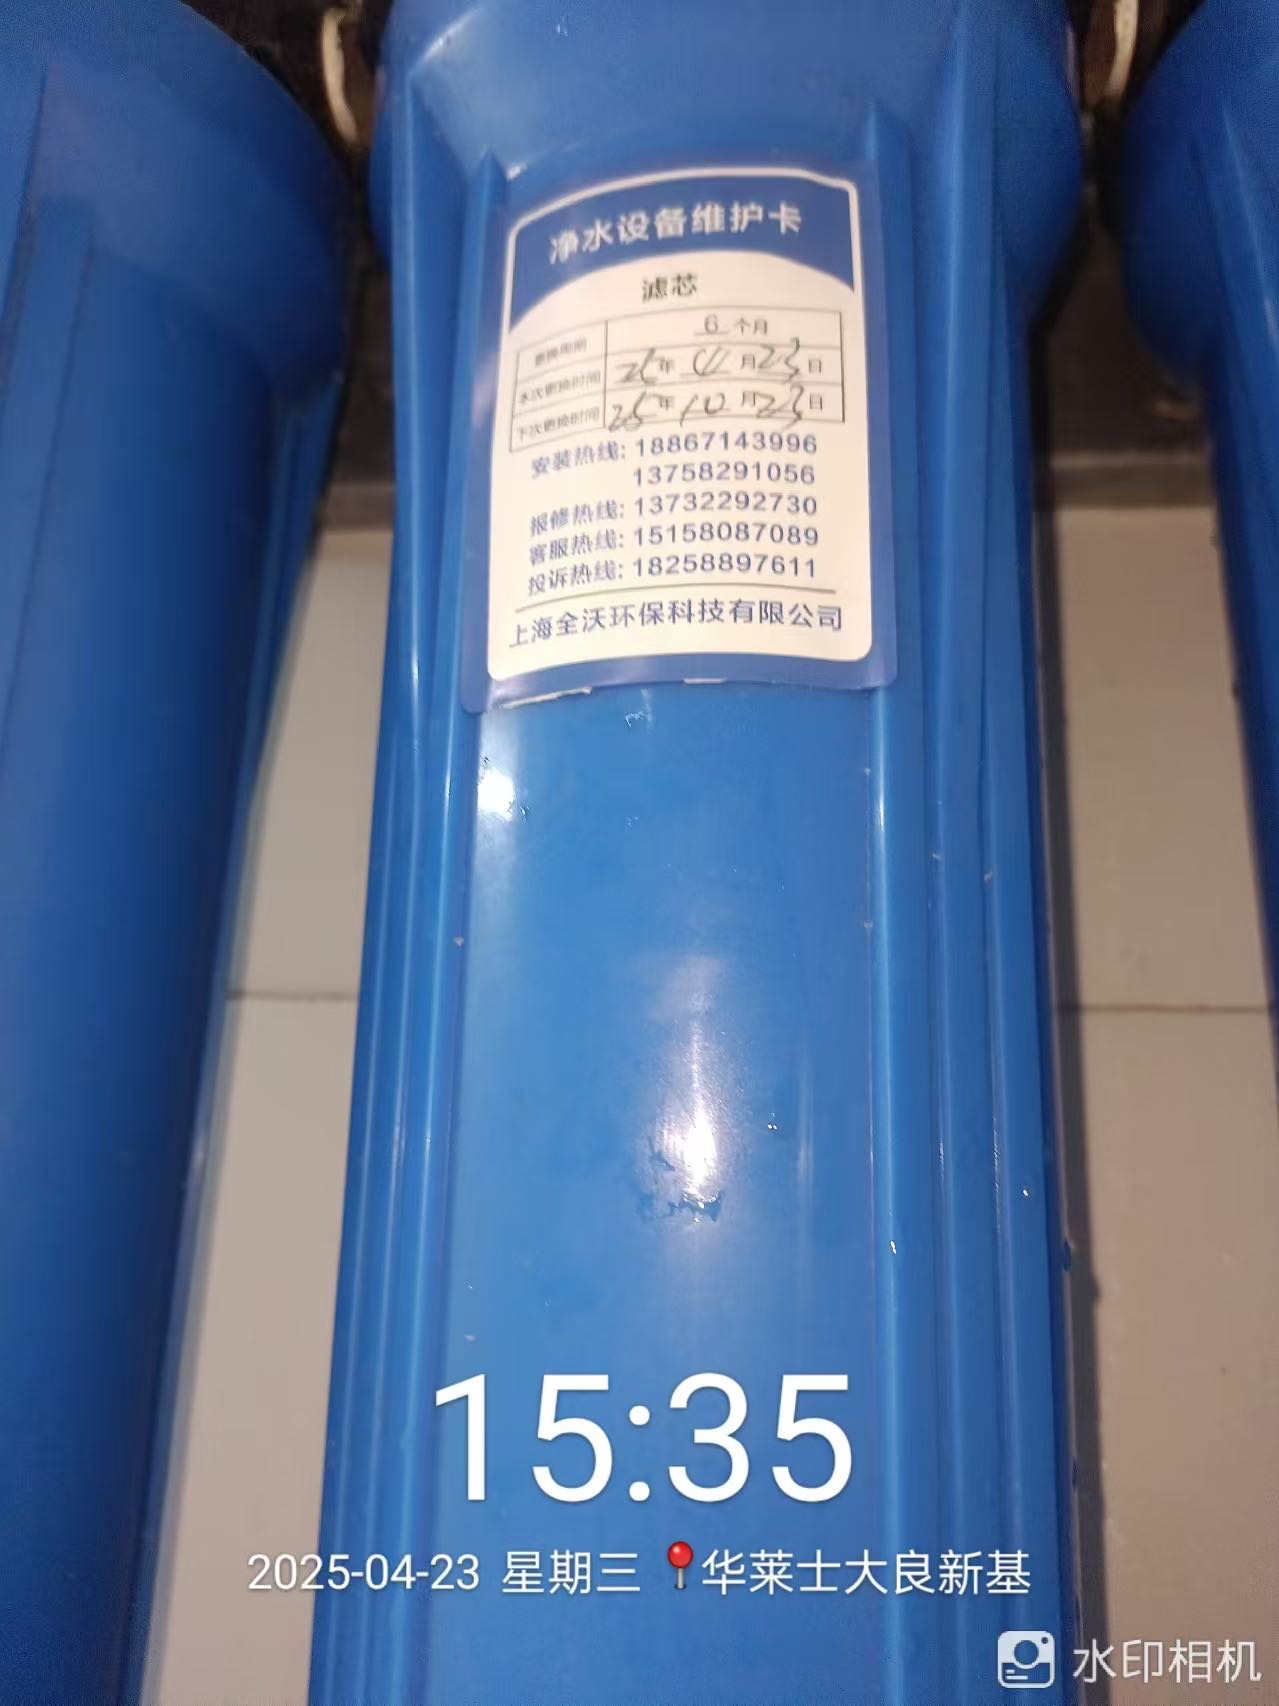 净水设备维护卡
滤芯
更换周期 6 个月
本次更换时间 25年 04月23日
下次更换时间 25年 10月23日
安装热线: 18867143996
13758291056
报修热线: 13732292730
客服热线: 15158087089
投诉热线: 18258897611
上海全沃环保科技有限公司
15:35
2025-04-23 星期三 📍华莱士大良新基
水印相机